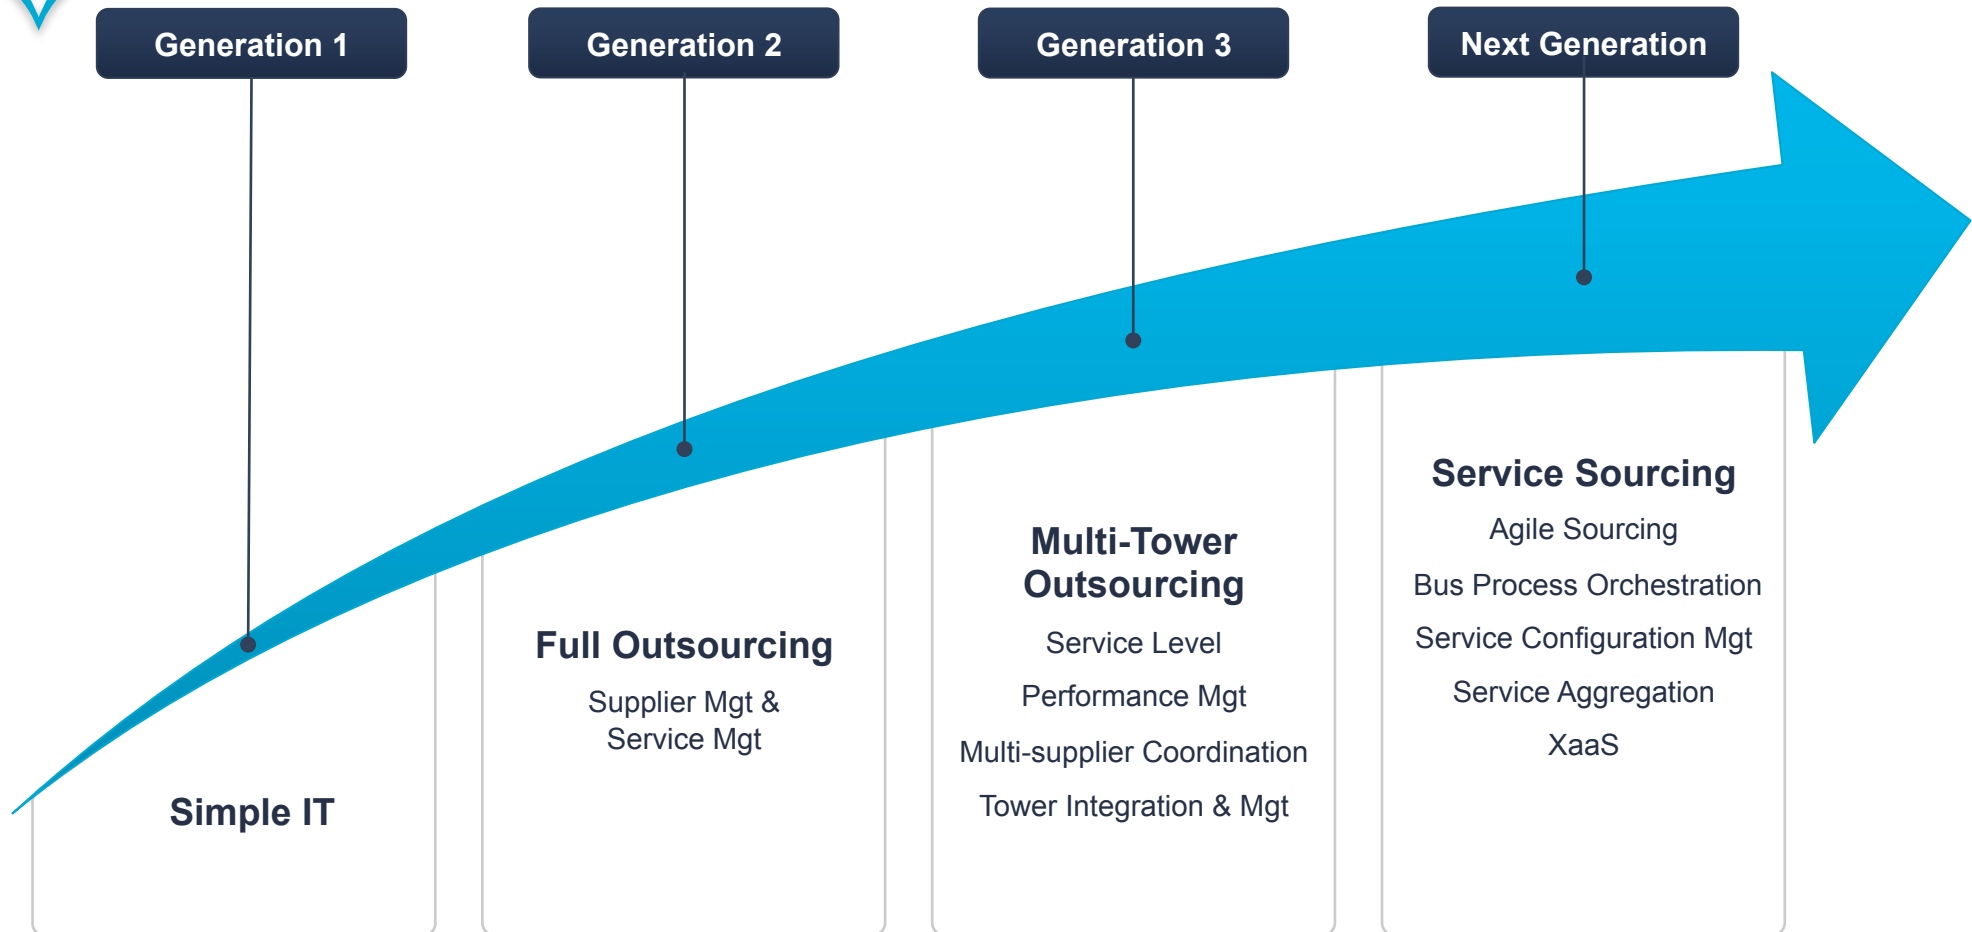 Generation 1
Generation 2
Generation 3
Next Generation
Simple IT
Full Outsourcing
Supplier Mgt &
Service Mgt
Multi-Tower
Outsourcing
Service Level
Performance Mgt
Multi-supplier Coordination
Tower Integration & Mgt
Service Sourcing
Agile Sourcing
Bus Process Orchestration
Service Configuration Mgt
Service Aggregation
XaaS